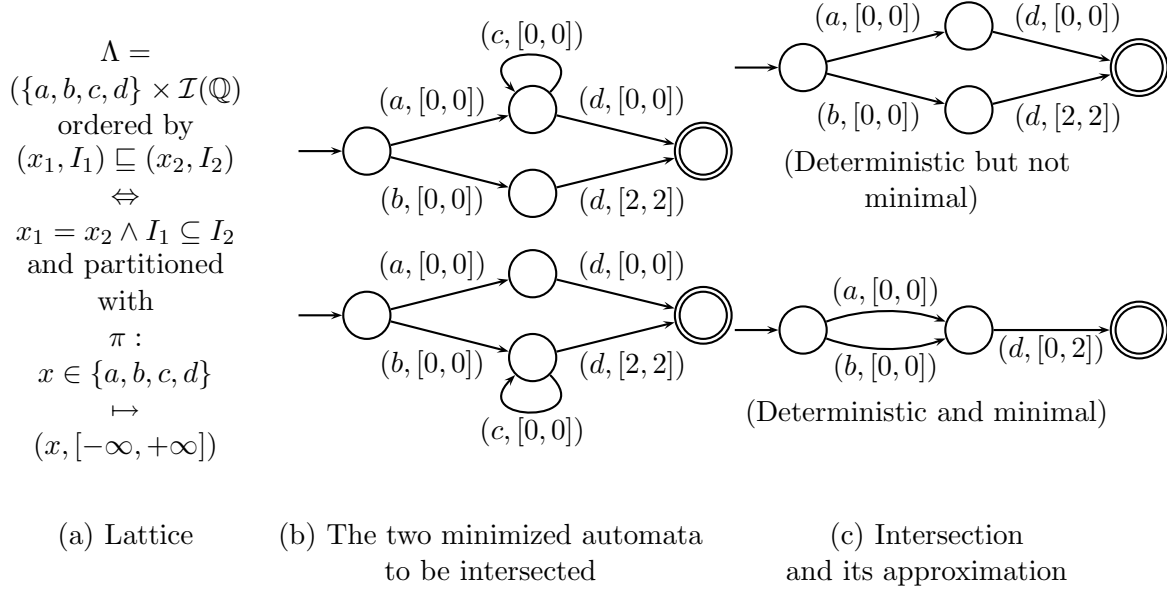 Λ =
({a, b, c, d} × I(ℚ)
ordered by
(x₁, I₁) ⊑ (x₂, I₂)
⇔
x₁ = x₂ ∧ I₁ ⊆ I₂
and partitioned
with
π :
x ∈ {a, b, c, d}
↦
(x, [−∞, +∞])
(a) Lattice
(c, [0, 0])
(a, [0, 0]) (d, [0, 0])
(b, [0, 0]) (d, [2, 2])
(a, [0, 0]) (d, [0, 0])
(b, [0, 0]) (d, [2, 2])
(c, [0, 0])
(b) The two minimized automata
to be intersected
(a, [0, 0]) (d, [0, 0])
(b, [0, 0]) (d, [2, 2])
(Deterministic but not
minimal)
(a, [0, 0])
(b, [0, 0]) (d, [0, 2])
(Deterministic and minimal)
(c) Intersection
and its approximation